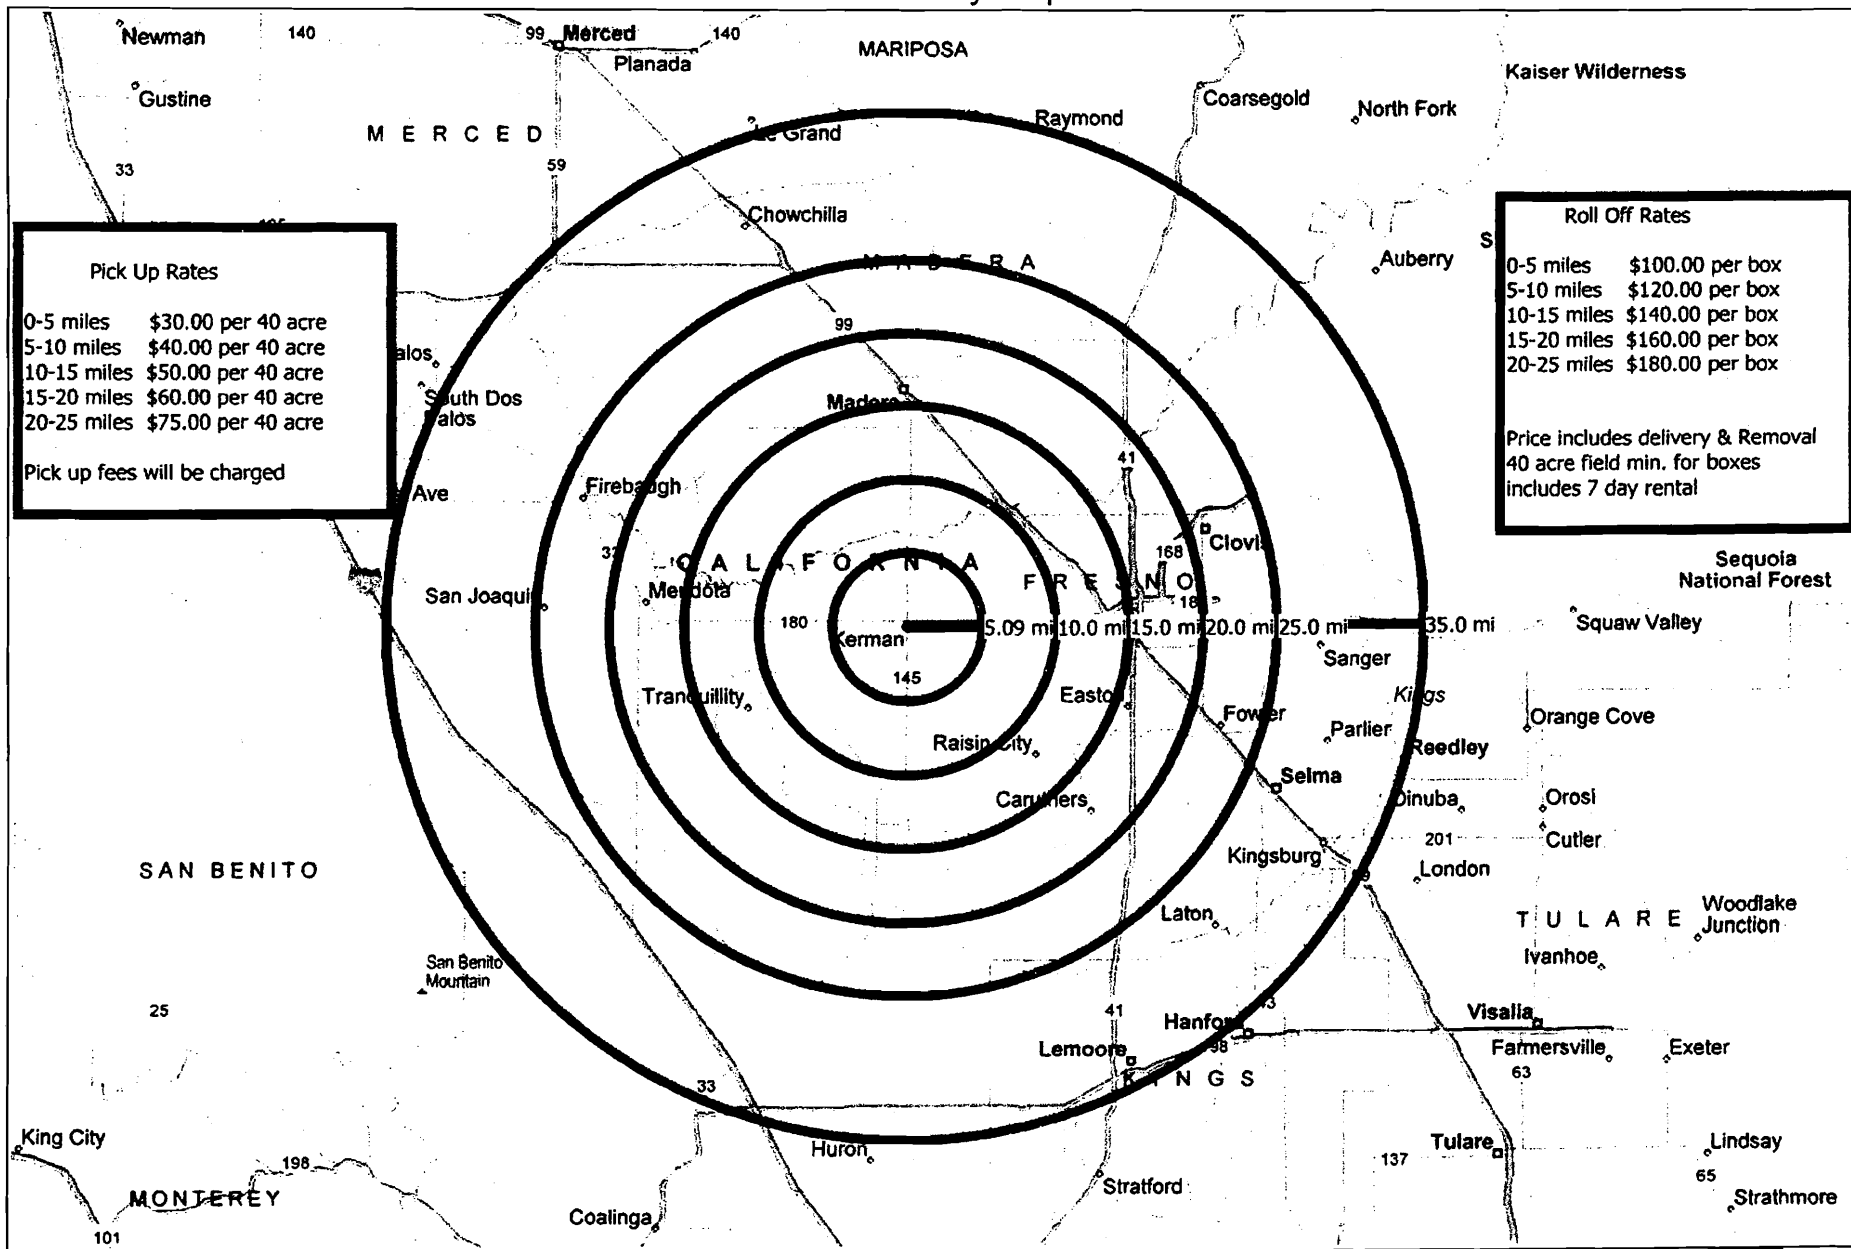 Newman
140
99
Merced
140
Planada
MARIPOSA
Kaiser Wilderness
Gustine
Coarsegold
North Fork
M E R C E D
Le Grand
Raymond
33
59
Chowchilla
M A D E R A
Auberry
S
Pick Up Rates
0-5 miles $30.00 per 40 acre
5-10 miles $40.00 per 40 acre
10-15 miles $50.00 per 40 acre
15-20 miles $60.00 per 40 acre
20-25 miles $75.00 per 40 acre
Pick up fees will be charged
Roll Off Rates
0-5 miles $100.00 per box
5-10 miles $120.00 per box
10-15 miles $140.00 per box
15-20 miles $160.00 per box
20-25 miles $180.00 per box
Price includes delivery & Removal
40 acre field min. for boxes
includes 7 day rental
99
alos
South Dos
Palos
Madera
41
Ave
Firebaugh
Clovis
168
33
C A L I F O R N I A
F R E S N O
Sequoia
National Forest
San Joaquin
Mendota
180
180
Kerman
5.09 mi
10.0 mi
15.0 mi
20.0 mi
25.0 mi
35.0 mi
Squaw Valley
Sanger
145
Tranquillity
Easton
Kings
Fowler
Parlier
Orange Cove
Raisin City
Reedley
Selma
Caruthers
Dinuba
Orosi
201
Cutler
Kingsburg
SAN BENITO
London
99
Laton
T U L A R E
Woodlake
Junction
Ivanhoe
San Benito
Mountain
25
41
43
Hanford
Visalia
Lemoore
198
Farmersville
Exeter
K I N G S
63
33
King City
Huron
Tulare
137
Lindsay
198
Stratford
65
MONTEREY
Coalinga
Strathmore
101